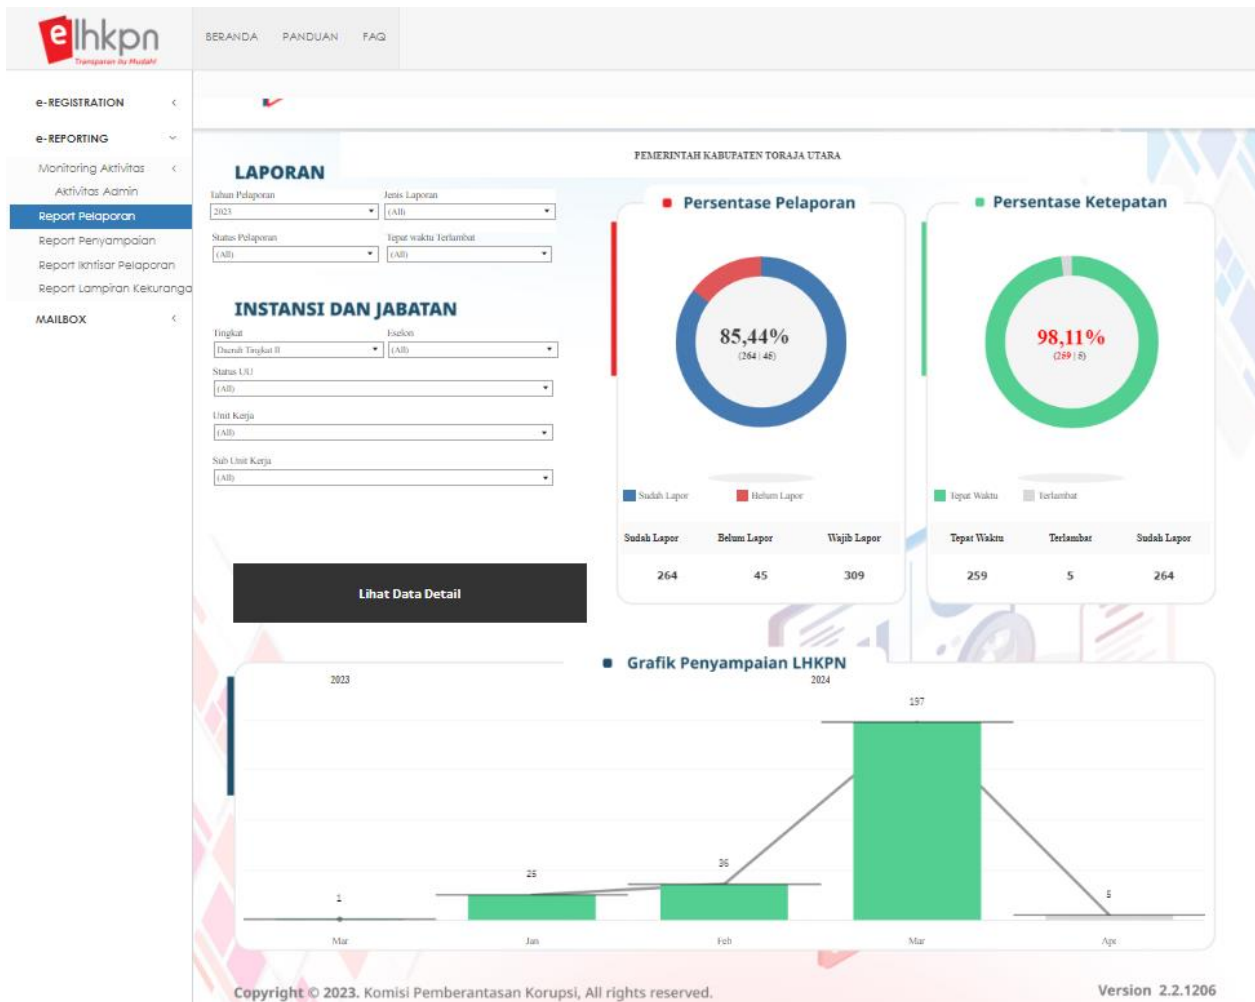 elhkpn
Transparan itu Mudah!
BERANDA PANDUAN FAQ
e-REGISTRATION
e-REPORTING
Monitoring Aktivitas
Aktivitas Admin
Report Pelaporan
Report Penyampaian
Report Ikhtisar Pelaporan
Report Lampiran Kekuranga
MAILBOX
PEMERINTAH KABUPATEN TORAJA UTARA
LAPORAN
Tahun Pelaporan Jenis Laporan
2023 (All)
Status Pelaporan Tepat waktu Terlambat
(All) (All)
INSTANSI DAN JABATAN
Tingkat Eselon
Daerah Tingkat II (All)
Status UU
(All)
Unit Kerja
(All)
Sub Unit Kerja
(All)
Lihat Data Detail
Persentase Pelaporan
85,44%
(264 | 45)
Sudah Lapor Belum Lapor
Sudah Lapor Belum Lapor Wajib Lapor
264 45 309
Persentase Ketepatan
98,11%
(259 | 5)
Tepat Waktu Terlambat
Tepat Waktu Terlambat Sudah Lapor
259 5 264
Grafik Penyampaian LHKPN
2023 2024
197
36
25
5
1
Mar Jan Feb Mar Apr
Copyright © 2023. Komisi Pemberantasan Korupsi, All rights reserved.
Version 2.2.1206